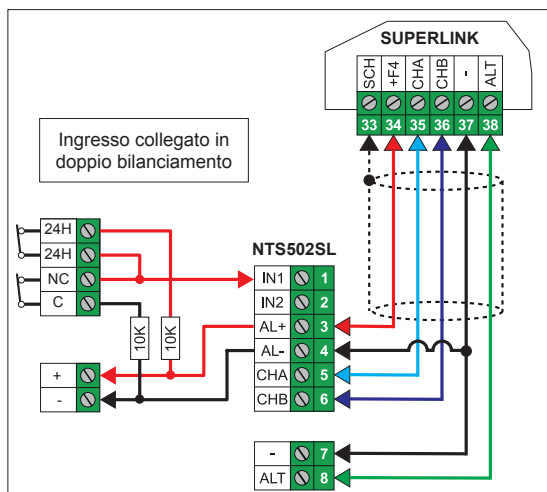 SUPERLINK
SCH +F4 CHA CHB - ALT
33 34 35 36 37 38
Ingresso collegato in
doppio bilanciamento
24H
24H
NC
C
10K 10K
+
-
NTS502SL
IN1 1
IN2 2
AL+ 3
AL- 4
CHA 5
CHB 6
- 7
ALT 8